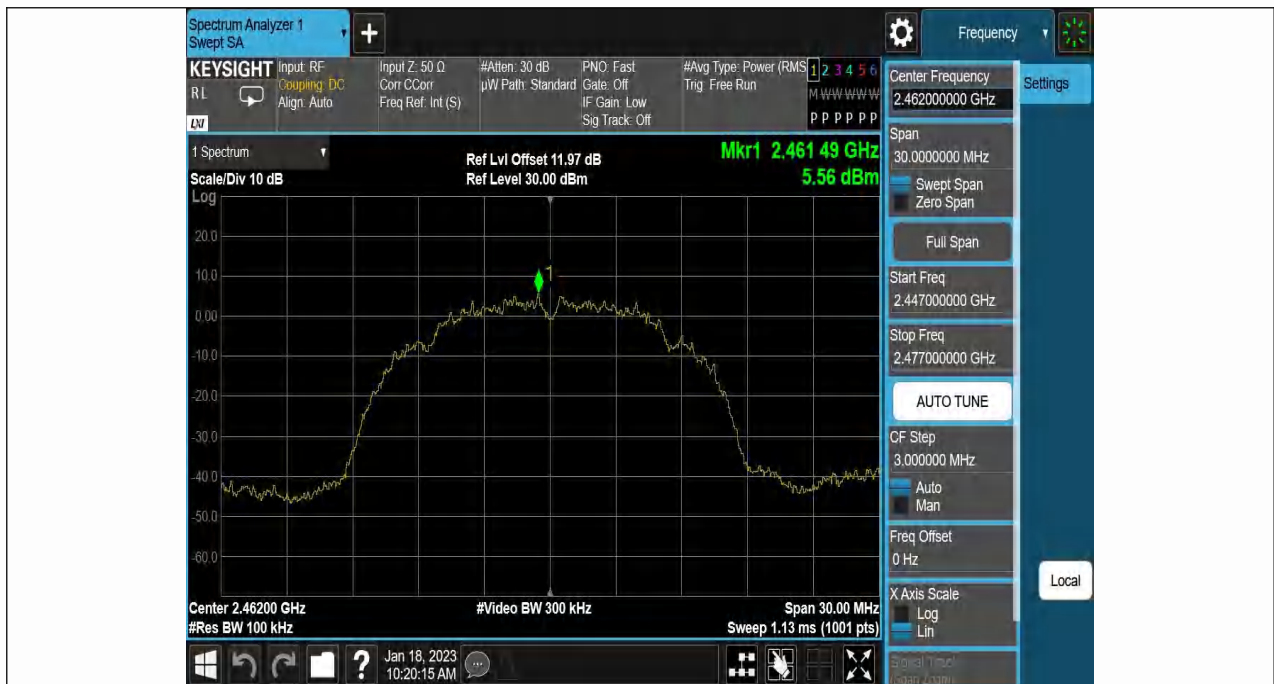 Spectrum Analyzer 1
Swept SA
+
Frequency
KEYSIGHT
RL
LXI
Input: RF
Coupling: DC
Align: Auto
Input Z: 50 Ω
Corr CCorr
Freq Ref: Int (S)
#Atten: 30 dB
µW Path: Standard
PNO: Fast
Gate: Off
IF Gain: Low
Sig Track: Off
#Avg Type: Power (RMS
Trig: Free Run
1 2 3 4 5 6
M W W W W W
P P P P P P
1 Spectrum
Scale/Div 10 dB
Ref Lvl Offset 11.97 dB
Ref Level 30.00 dBm
Mkr1 2.461 49 GHz
5.56 dBm
Log
20.0
10.0
0.00
-10.0
-20.0
-30.0
-40.0
-50.0
-60.0
1
Center 2.46200 GHz
#Res BW 100 kHz
#Video BW 300 kHz
Span 30.00 MHz
Sweep 1.13 ms (1001 pts)
Settings
Center Frequency
2.462000000 GHz
Span
30.0000000 MHz
Swept Span
Zero Span
Full Span
Start Freq
2.447000000 GHz
Stop Freq
2.477000000 GHz
AUTO TUNE
CF Step
3.000000 MHz
Auto
Man
Freq Offset
0 Hz
X Axis Scale
Log
Lin
Signal Track
(Span Zoom)
Local
?
Jan 18, 2023
10:20:15 AM